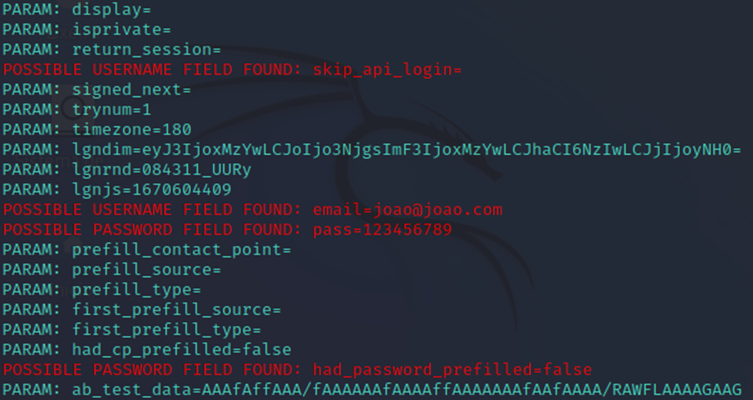 PARAM: display=
PARAM: isprivate=
PARAM: return_session=
POSSIBLE USERNAME FIELD FOUND: skip_api_login=
PARAM: signed_next=
PARAM: trynum=1
PARAM: timezone=180
PARAM: lgndim=eyJ3IjoxMzYwLCJoIjo3NjgsImF3IjoxMzYwLCJhaCI6NzIwLCJjIjoyNH0=
PARAM: lgnrnd=084311_UURy
PARAM: lgnjs=1670604409
POSSIBLE USERNAME FIELD FOUND: email=joao@joao.com
POSSIBLE PASSWORD FIELD FOUND: pass=123456789
PARAM: prefill_contact_point=
PARAM: prefill_source=
PARAM: prefill_type=
PARAM: first_prefill_source=
PARAM: first_prefill_type=
PARAM: had_cp_prefilled=false
POSSIBLE PASSWORD FIELD FOUND: had_password_prefilled=false
PARAM: ab_test_data=AAAfAffAAA/fAAAAAAfAAAAffAAAAAAAfAAfAAAA/RAWFLAAAAGAAG